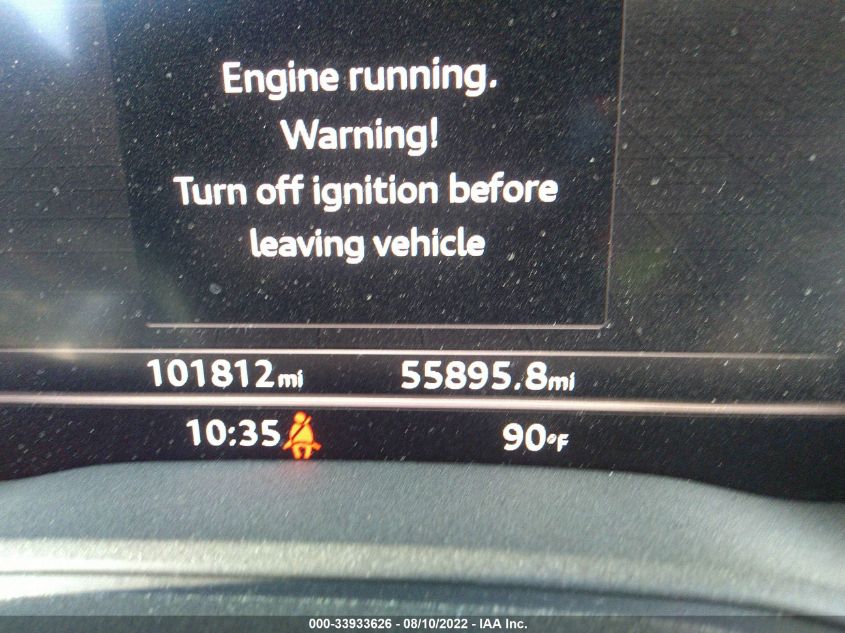 Engine running.
Warning!
Turn off ignition before
leaving vehicle
101812mi 55895.8mi
10:35 90°F
000-33933626 - 08/10/2022 - IAA Inc.